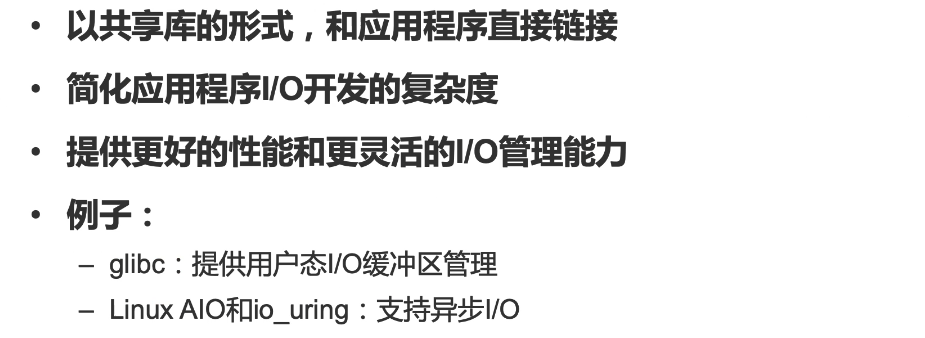 • 以共享库的形式，和应用程序直接链接
• 简化应用程序I/O开发的复杂度
• 提供更好的性能和更灵活的I/O管理能力
• 例子：
– glibc：提供用户态I/O缓冲区管理
– Linux AIO和io_uring：支持异步I/O